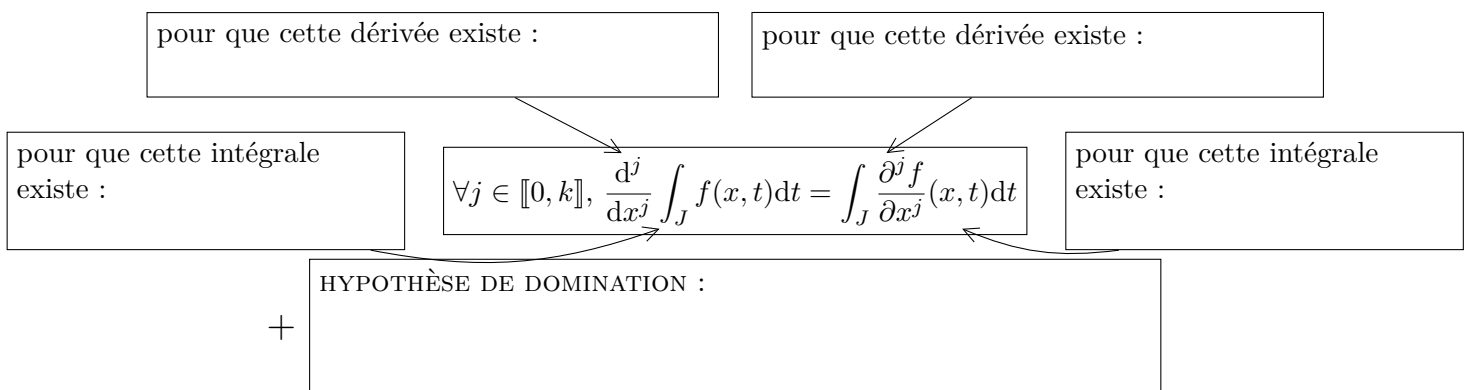 pour que cette dérivée existe :
pour que cette dérivée existe :
pour que cette intégrale
existe :
∀j ∈ ⟦0, k⟧, d^j/dx^j ∫_J f(x, t)dt = ∫_J ∂^j f/∂x^j (x, t)dt
pour que cette intégrale
existe :
+
HYPOTHÈSE DE DOMINATION :